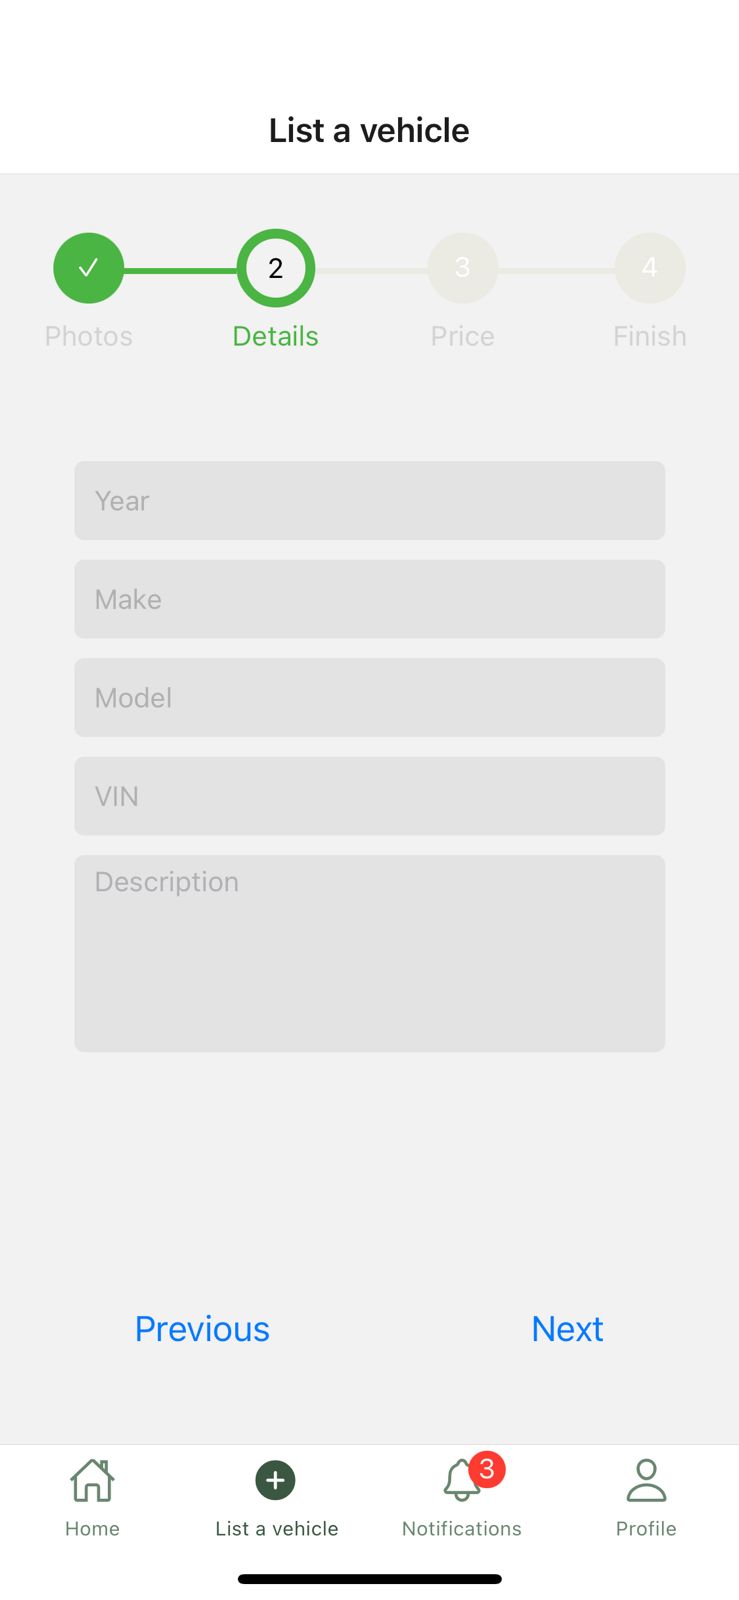 List a vehicle
2
3
4
Photos
Details
Price
Finish
Year
Make
Model
VIN
Description
Previous
Next
3
Home
List a vehicle
Notifications
Profile